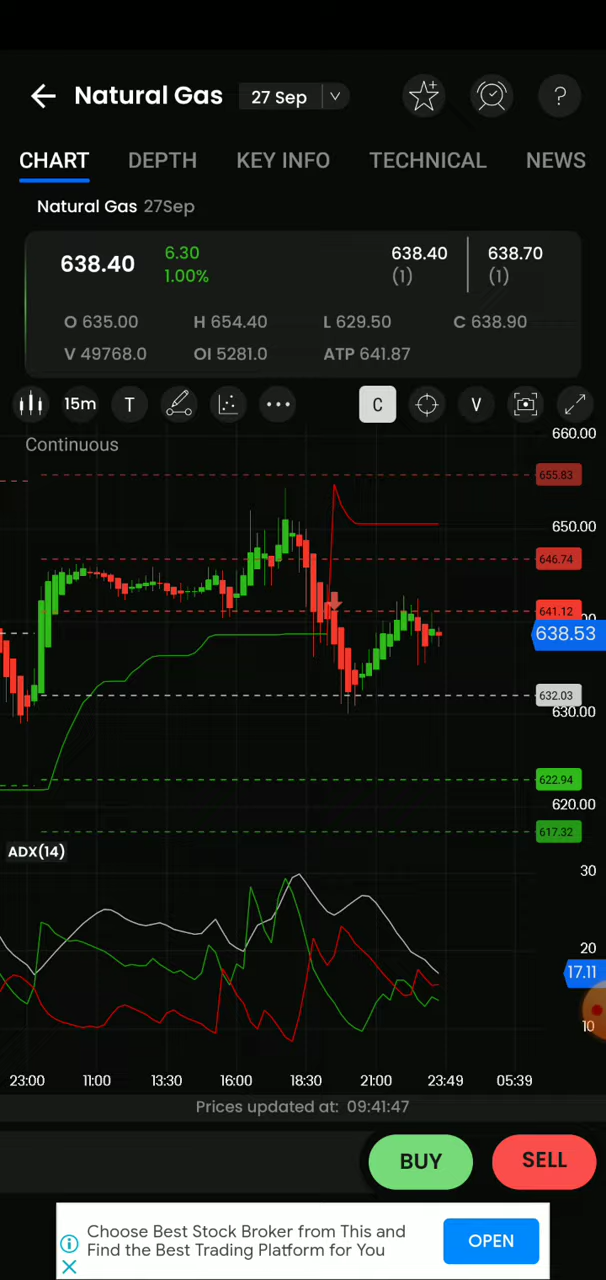 Natural Gas 27 Sep
?
CHART DEPTH KEY INFO TECHNICAL NEWS
Natural Gas 27Sep
638.40 6.30 638.40 638.70
1.00% (1) (1)
O 635.00 H 654.40 L 629.50 C 638.90
V 49768.0 OI 5281.0 ATP 641.87
15m T C V
660.00
Continuous
655.83
650.00
646.74
641.12
638.53
632.03
630.00
622.94
620.00
617.32
ADX(14)
30
20
17.11
10
23:00 11:00 13:30 16:00 18:30 21:00 23:49 05:39
Prices updated at: 09:41:47
BUY SELL
Choose Best Stock Broker from This and
Find the Best Trading Platform for You
OPEN